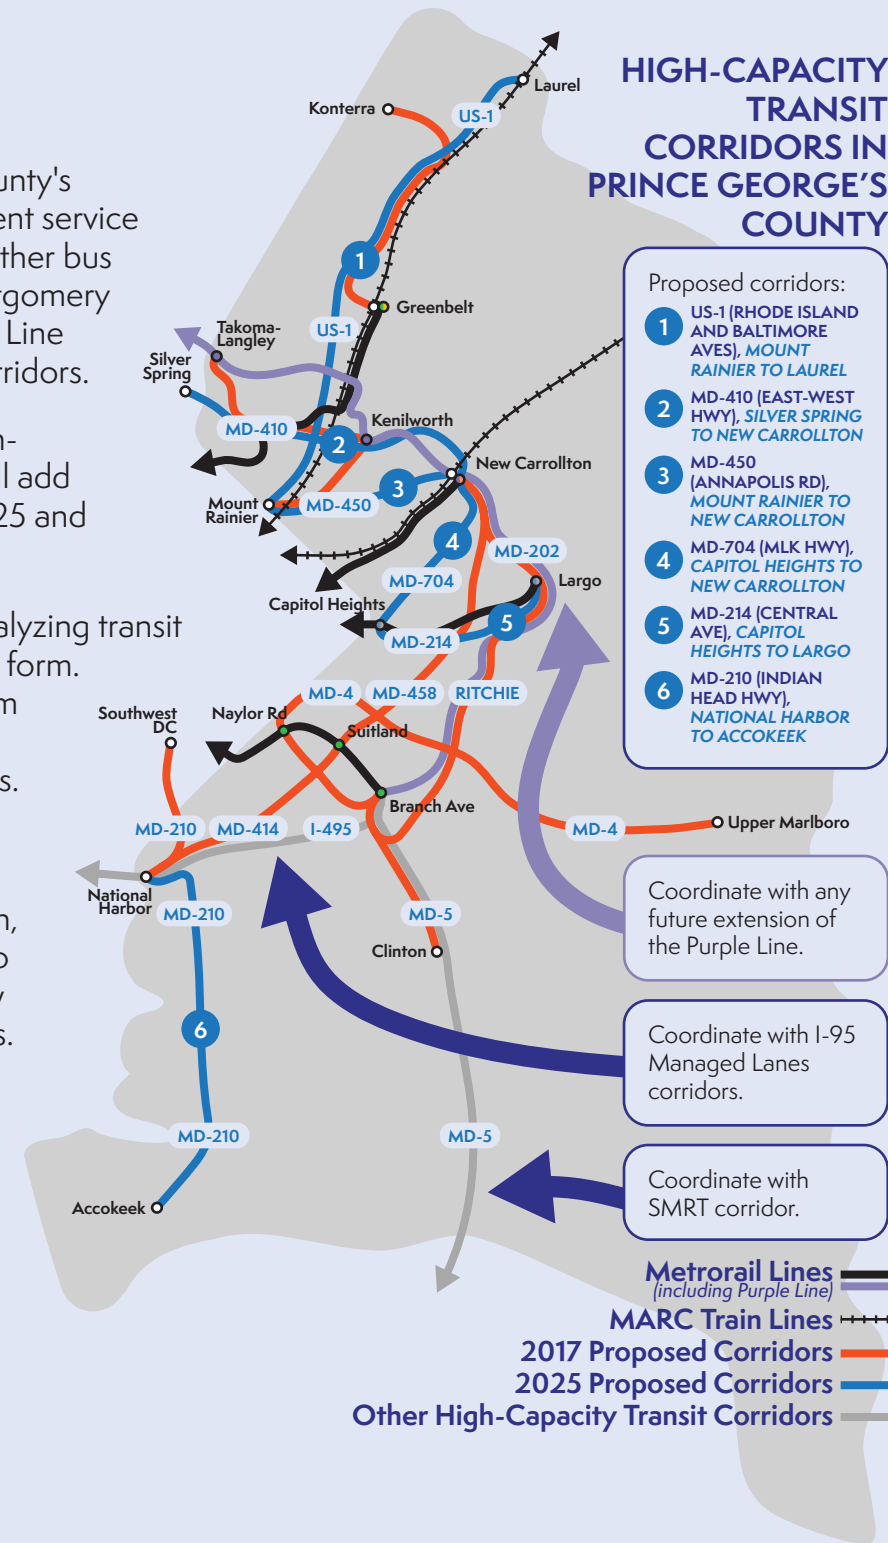 HIGH-CAPACITY
TRANSIT
CORRIDORS IN
PRINCE GEORGE'S
COUNTY
unty's
ent service
ther bus
tgomery
Line
rridors.
n-
ll add
25 and
alyzing transit
form.
m
s.
n,
o
y
s.
Proposed corridors:
1
US-1 (RHODE ISLAND
AND BALTIMORE
AVES), MOUNT
RAINIER TO LAUREL
2
MD-410 (EAST-WEST
HWY), SILVER SPRING
TO NEW CARROLLTON
3
MD-450
(ANNAPOLIS RD),
MOUNT RAINIER TO
NEW CARROLLTON
4
MD-704 (MLK HWY),
CAPITOL HEIGHTS TO
NEW CARROLLTON
5
MD-214 (CENTRAL
AVE), CAPITOL
HEIGHTS TO LARGO
6
MD-210 (INDIAN
HEAD HWY),
NATIONAL HARBOR
TO ACCOKEEK
Laurel
Konterra
US-1
1
Greenbelt
US-1
Takoma-
Langley
Silver
Spring
MD-410
Kenilworth
2
New Carrollton
3
Mount
Rainier
MD-450
4
MD-202
MD-704
Largo
Capitol Heights
5
MD-214
MD-4
MD-458
RITCHIE
Southwest
DC
Naylor Rd
Suitland
Branch Ave
MD-210
MD-414
I-495
MD-4
Upper Marlboro
National
Harbor
MD-210
MD-5
Clinton
6
MD-210
MD-5
Accokeek
Coordinate with any
future extension of
the Purple Line.
Coordinate with I-95
Managed Lanes
corridors.
Coordinate with
SMRT corridor.
Metrorail Lines
(including Purple Line)
MARC Train Lines
2017 Proposed Corridors
2025 Proposed Corridors
Other High-Capacity Transit Corridors